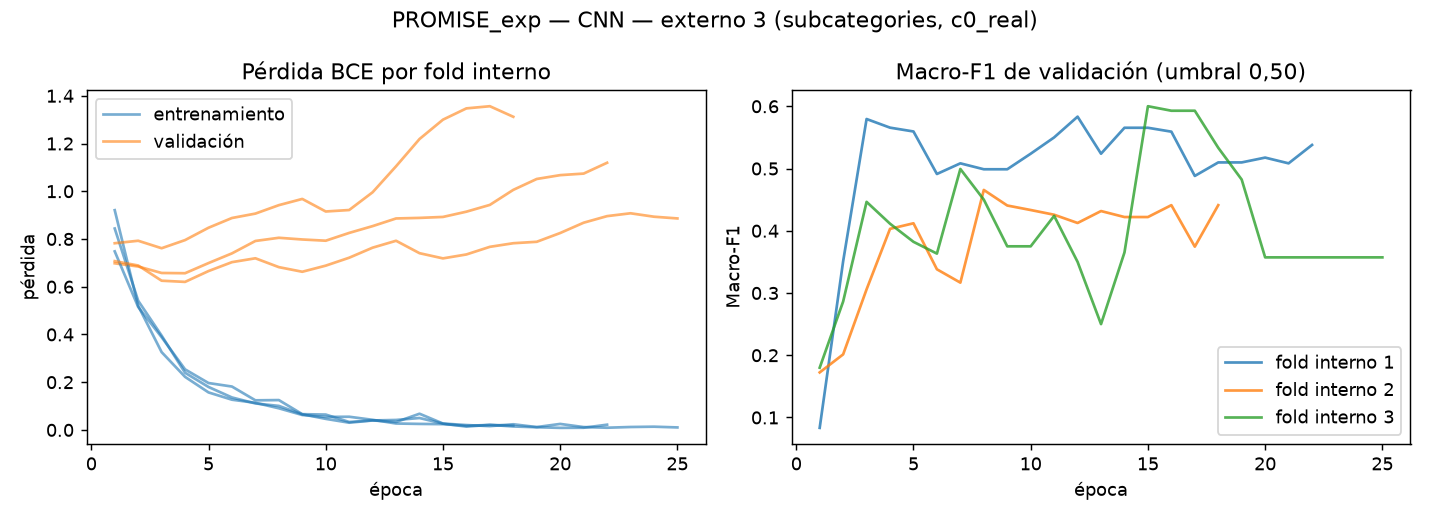 PROMISE_exp — CNN — externo 3 (subcategories, c0_real)
Pérdida BCE por fold interno
1.4
1.2
1.0
0.8
0.6
0.4
0.2
0.0
pérdida
entrenamiento
validación
0
5
10
15
20
25
época
Macro-F1 de validación (umbral 0,50)
0.6
0.5
0.4
0.3
0.2
0.1
Macro-F1
fold interno 1
fold interno 2
fold interno 3
0
5
10
15
20
25
época